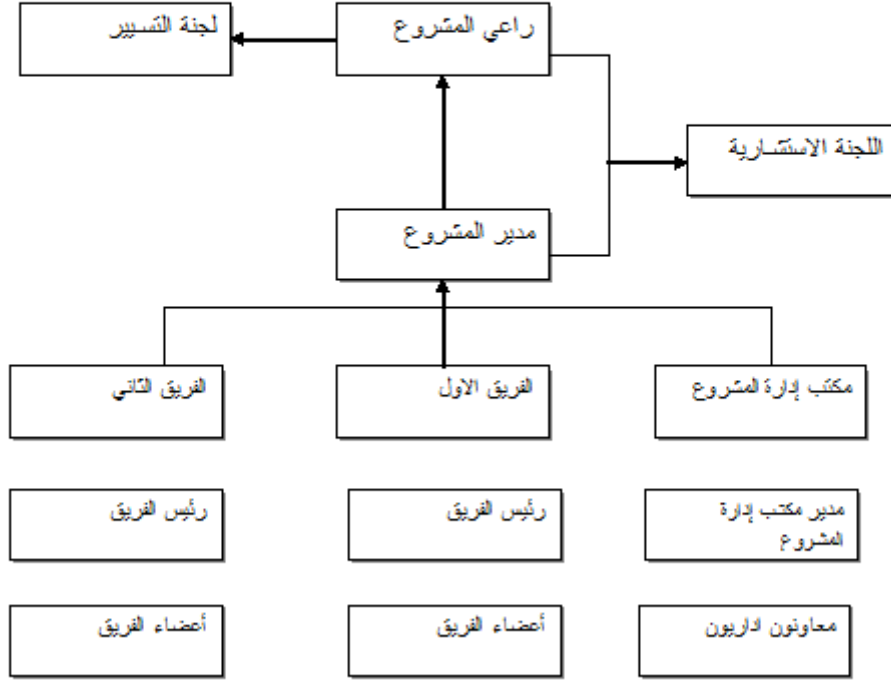 راعي المشروع
لجنة التسيير
اللجنة الاستشارية
مدير المشروع
مكتب إدارة المشروع
الفريق الاول
الفريق الثاني
مدير مكتب إدارة
المشروع
رئيس الفريق
رئيس الفريق
معاونون اداريون
أعضاء الفريق
أعضاء الفريق